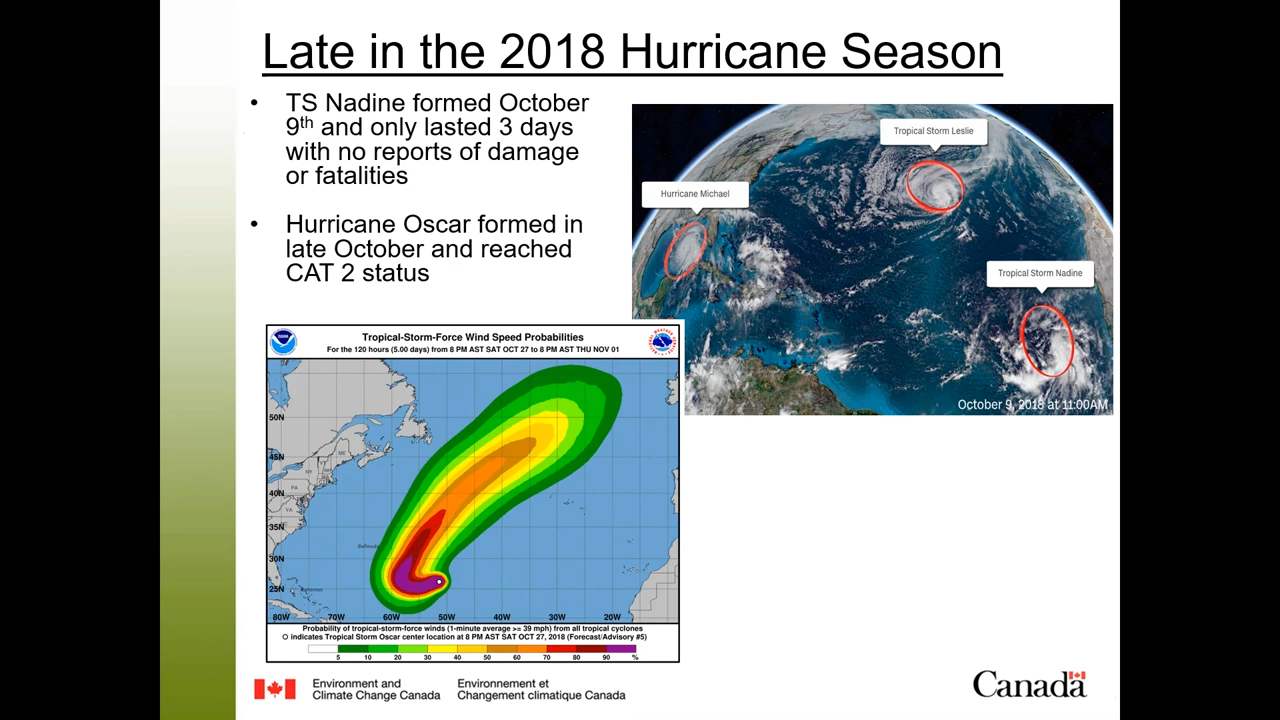 Late in the 2018 Hurricane Season
• TS Nadine formed October
9th and only lasted 3 days
with no reports of damage
or fatalities
• Hurricane Oscar formed in
late October and reached
CAT 2 status
Tropical Storm Leslie
Hurricane Michael
Tropical Storm Nadine
October 9, 2018 at 11:00AM
NOAA
Tropical-Storm-Force Wind Speed Probabilities
For the 120 hours (5.00 days) from 8 PM AST SAT OCT 27 to 8 PM AST THU NOV 01
50N
45N
40N
35N
30N
25N
ME
NY
PA
VA
Bermuda
Bahamas
80W 70W 60W 50W 40W 30W 20W
Probability of tropical-storm-force winds (1-minute average >= 39 mph) from all tropical cyclones
O indicates Tropical Storm Oscar center location at 8 PM AST SAT OCT 27, 2018 (Forecast/Advisory #5)
5 10 20 30 40 50 60 70 80 90 %
Environment and
Climate Change Canada
Environnement et
Changement climatique Canada
Canada